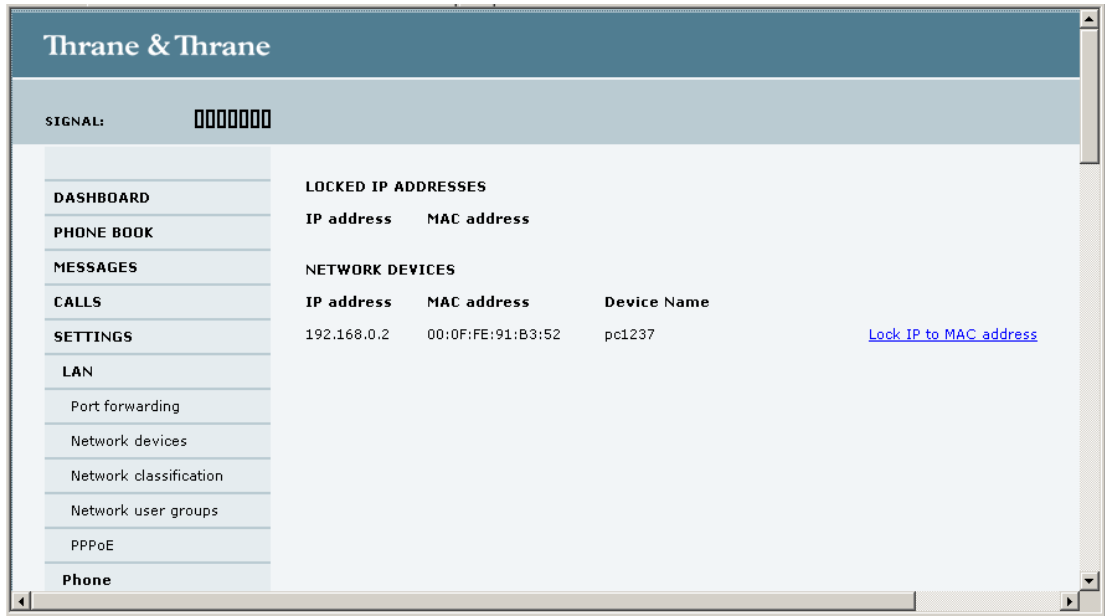 Thrane & Thrane
SIGNAL:
DASHBOARD
PHONE BOOK
MESSAGES
CALLS
SETTINGS
LAN
Port forwarding
Network devices
Network classification
Network user groups
PPPoE
Phone
LOCKED IP ADDRESSES
IP address MAC address
NETWORK DEVICES
IP address MAC address Device Name
192.168.0.2 00:0F:FE:91:B3:52 pc1237 Lock IP to MAC address